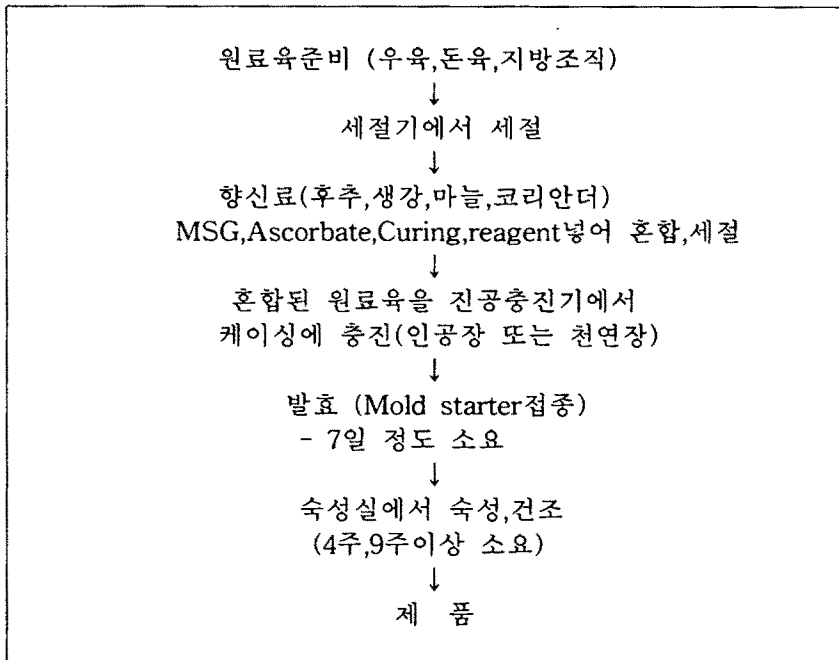 원료육준비 (우육,돈육,지방조직)
↓
세절기에서 세절
↓
향신료(후추,생강,마늘,코리안더)
MSG,Ascorbate,Curing,reagent넣어 혼합,세절
↓
혼합된 원료육을 진공충진기에서
케이싱에 충진(인공장 또는 천연장)
↓
발효 (Mold starter접종)
- 7일 정도 소요
↓
숙성실에서 숙성,건조
(4주,9주이상 소요)
↓
제 품